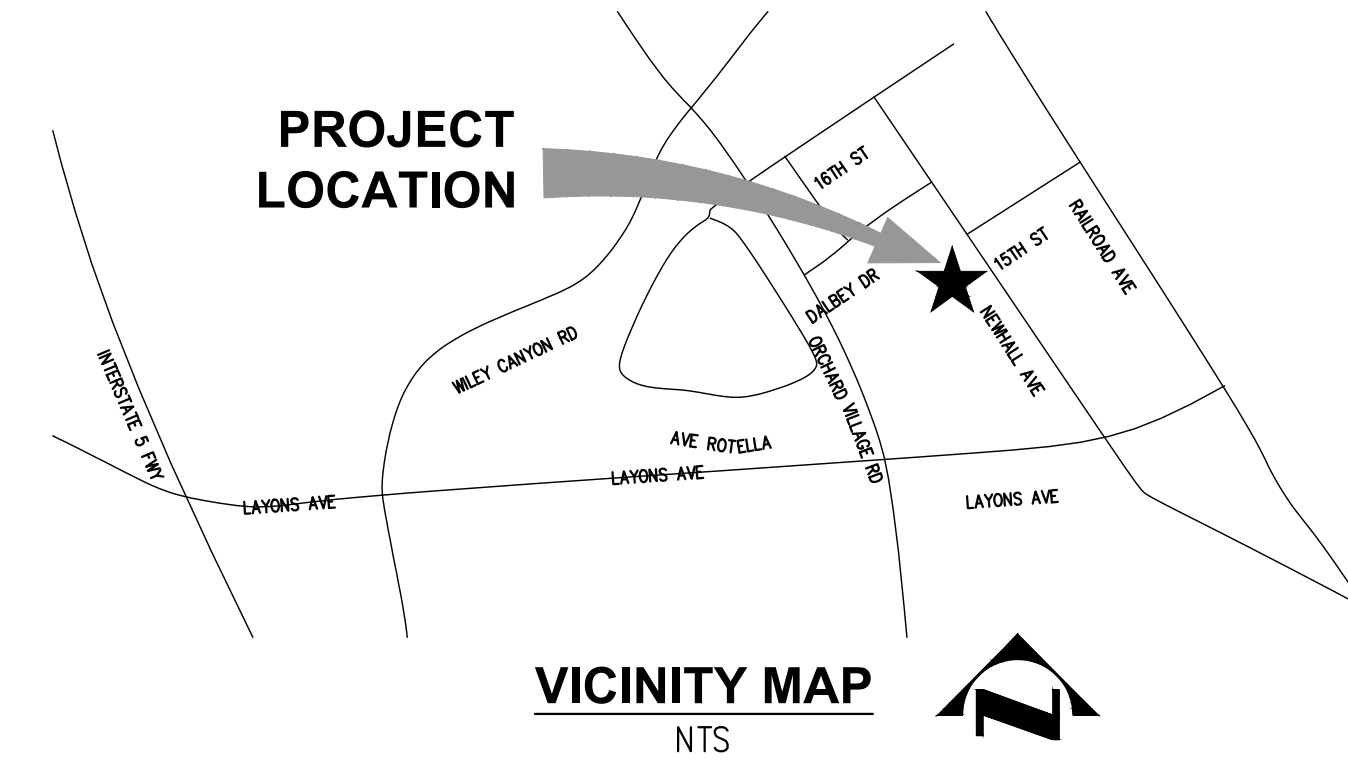 PROJECT
LOCATION
16TH ST
15TH ST
RAILROAD AVE
DALBEY DR
NEWHALL AVE
WILEY CANYON RD
ORCHARD VILLAGE RD
INTERSTATE 5 FWY
AVE ROTELLA
LAYONS AVE
LAYONS AVE
LAYONS AVE
VICINITY MAP
NTS
N